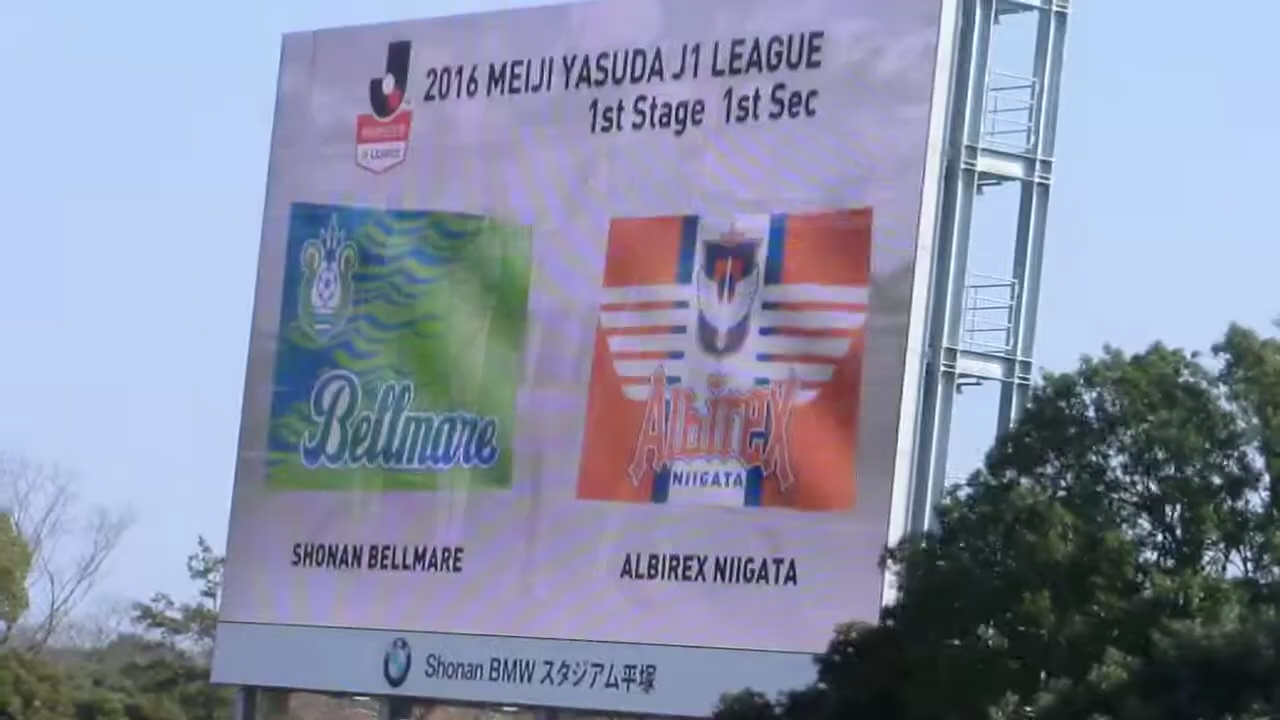 2016 MEIJI YASUDA J1 LEAGUE
1st Stage 1st Sec
J.LEAGUE
Bellmare
AlbireX
NIIGATA
SHONAN BELLMARE
ALBIREX NIIGATA
Shonan BMW スタジアム平塚